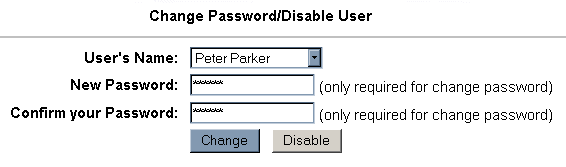 Change Password/Disable User
User's Name: Peter Parker
New Password: ****** (only required for change password)
Confirm your Password: ****** (only required for change password)
Change Disable